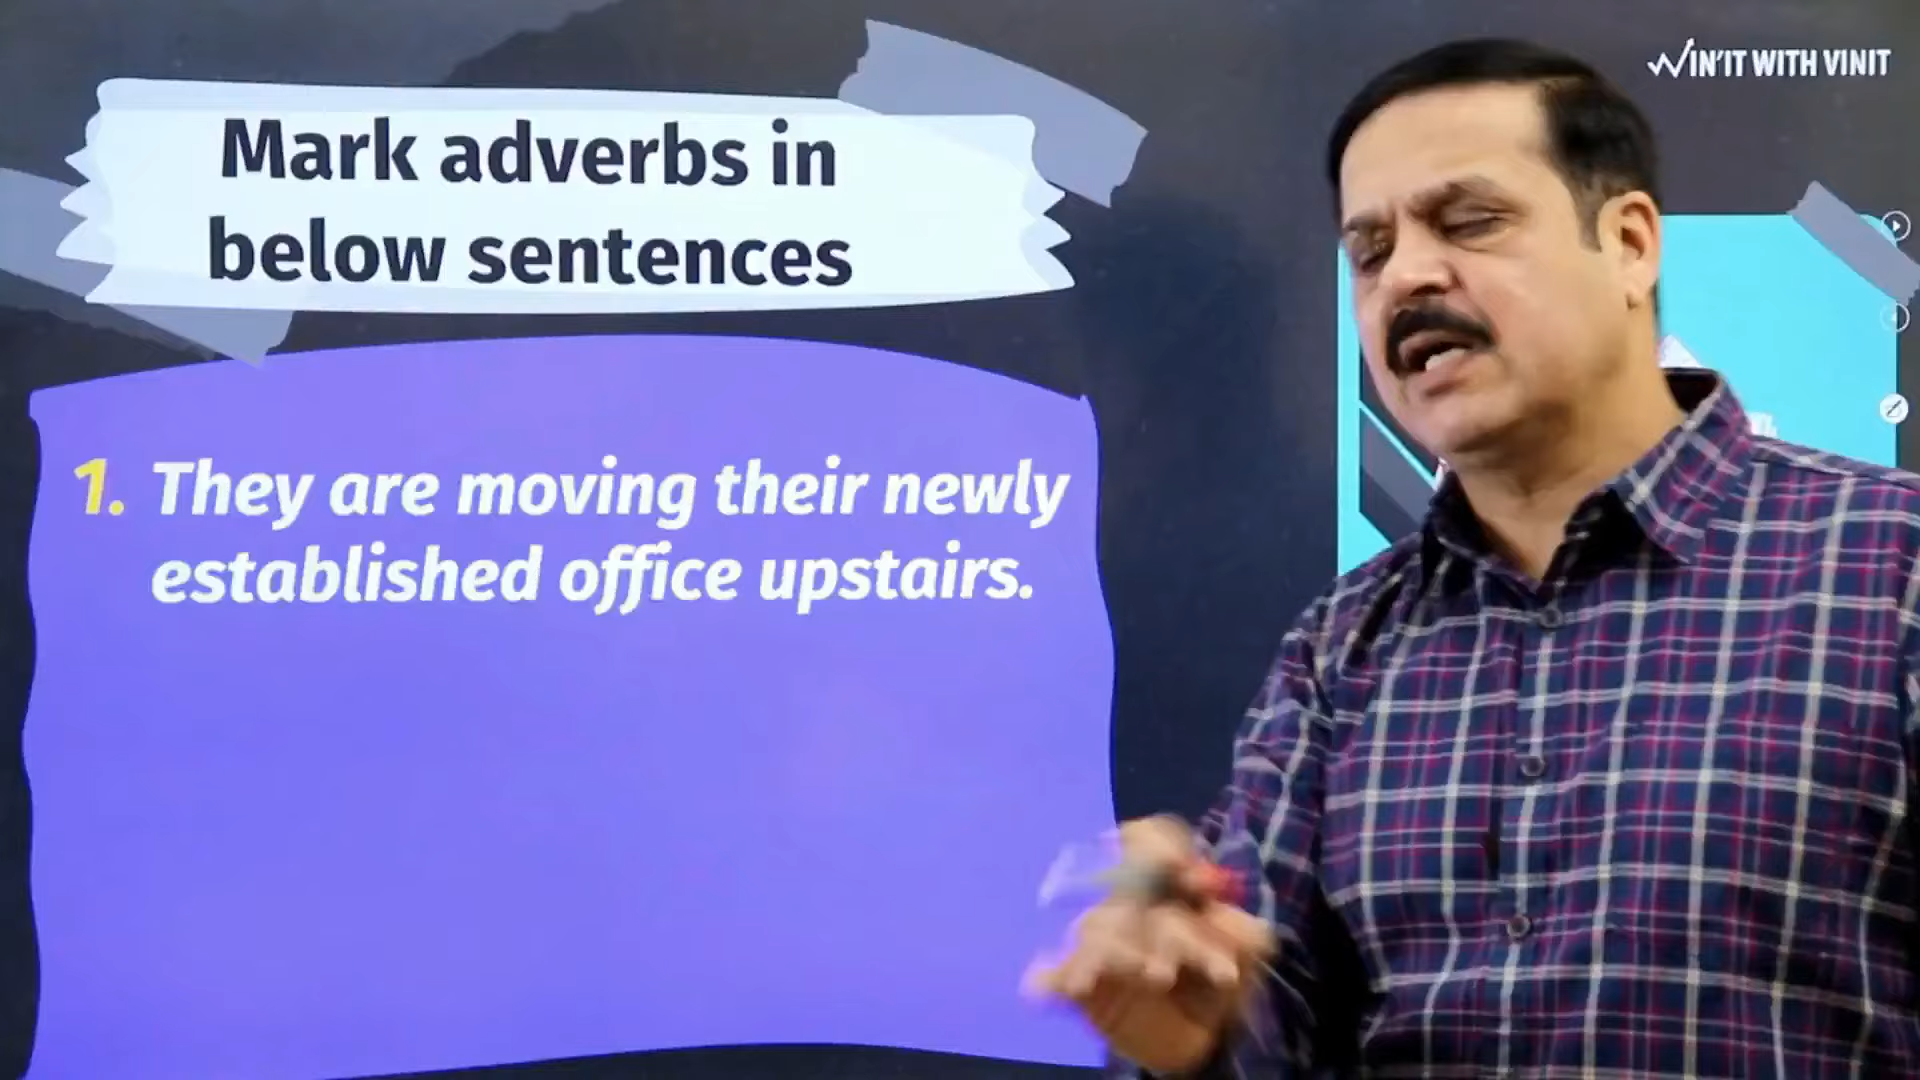 WIN'IT WITH VINIT
Mark adverbs in
below sentences
1. They are moving their newly
established office upstairs.